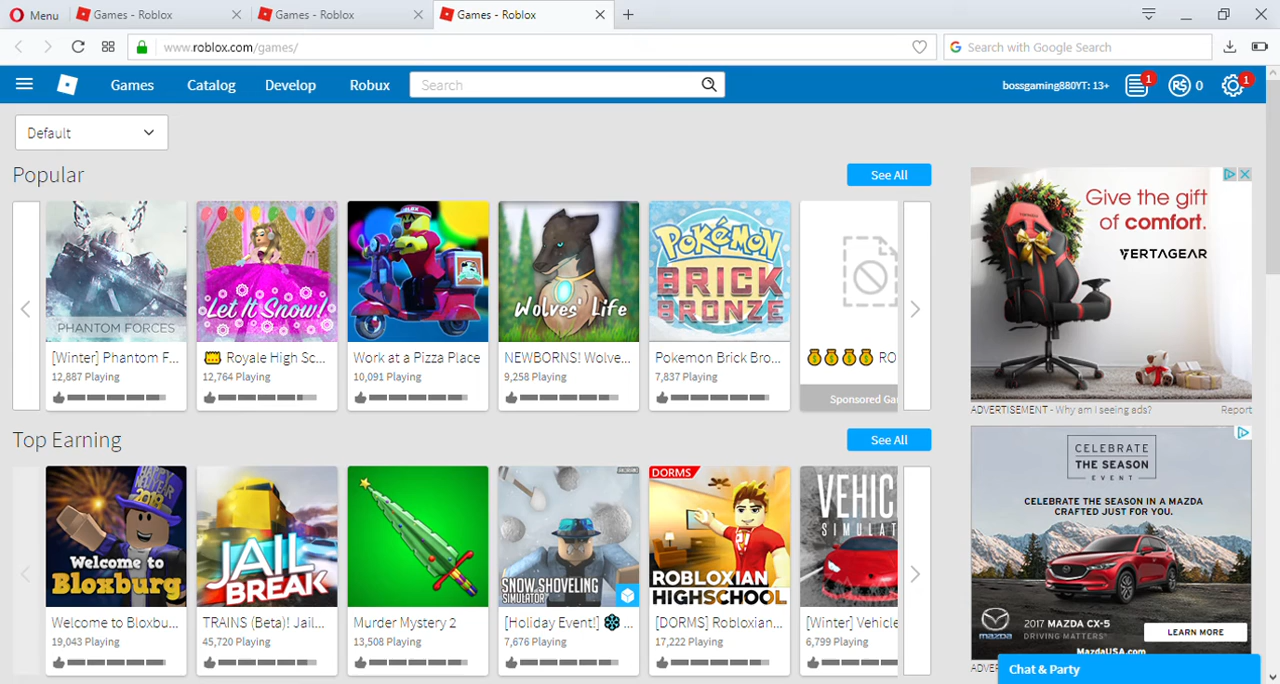 Menu
Games - Roblox
Games - Roblox
Games - Roblox
www.roblox.com/games/
Search with Google Search
Games
Catalog
Develop
Robux
Search
bossgaming880YT: 13+
1
R$ 0
1
Default
Popular
See All
PHANTOM FORCES
Let It Snow!
Wolves' Life
POKéMON
BRICK
BRONZE
[Winter] Phantom F...
Royale High Sc...
Work at a Pizza Place
NEWBORNS! Wolve...
Pokemon Brick Bro...
RO
12,887 Playing
12,764 Playing
10,091 Playing
9,258 Playing
7,837 Playing
Sponsored Ga
Give the gift
of comfort.
VERTAGEAR
ADVERTISEMENT - Why am I seeing ads?
Report
Top Earning
See All
2018
Welcome to
Bloxburg
JAIL
BREAK
SNOW SHOVELING
SIMULATOR
DORMS
ROBLOXIAN
HIGHSCHOOL
VEHIC
SIMULAT
Welcome to Bloxbu...
TRAINS (Beta)! Jail...
Murder Mystery 2
[Holiday Event!] ...
[DORMS] Robloxian...
[Winter] Vehicle
19,043 Playing
45,720 Playing
13,508 Playing
7,676 Playing
17,222 Playing
6,799 Playing
CELEBRATE
THE SEASON
EVENT
CELEBRATE THE SEASON IN A MAZDA
CRAFTED JUST FOR YOU.
mazda
2017 MAZDA CX-5
DRIVING MATTERS®
LEARN MORE
MazdaUSA.com
ADVE
Chat & Party